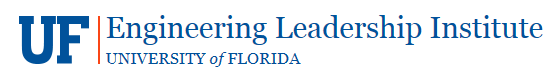 UF
Engineering Leadership Institute
UNIVERSITY of FLORIDA